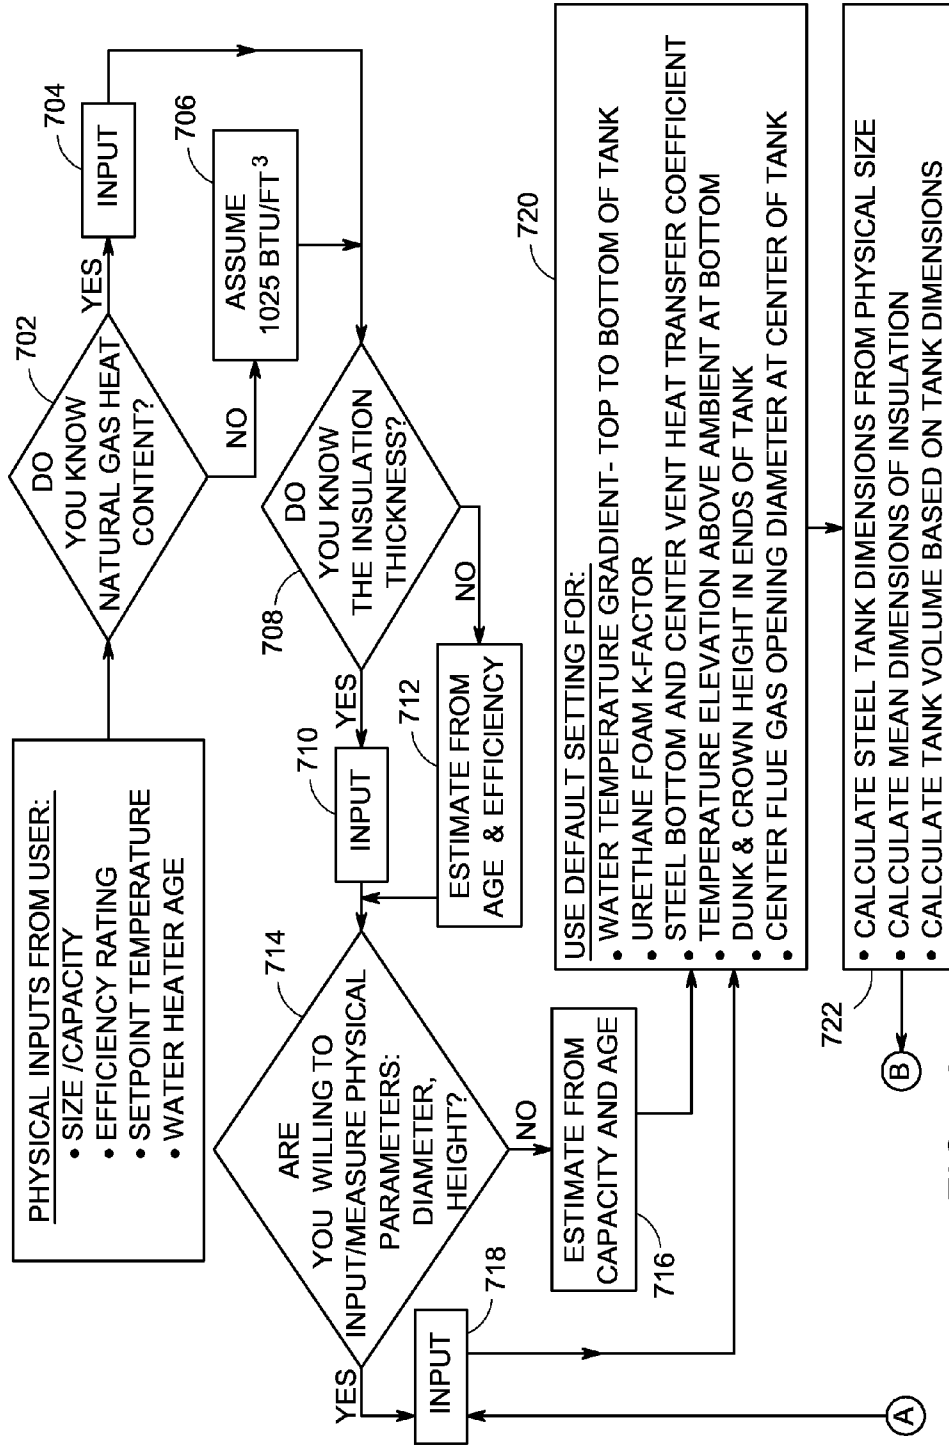 PHYSICAL INPUTS FROM USER:
• SIZE /CAPACITY
• EFFICIENCY RATING
• SETPOINT TEMPERATURE
• WATER HEATER AGE
702
DO
YOU KNOW
NATURAL GAS HEAT
CONTENT?
YES
704
INPUT
NO
706
ASSUME
1025 BTU/FT³
708
DO
YOU KNOW
THE INSULATION
THICKNESS?
YES
710
INPUT
NO
712
ESTIMATE FROM
AGE & EFFICIENCY
714
ARE
YOU WILLING TO
INPUT/MEASURE PHYSICAL
PARAMETERS:
DIAMETER,
HEIGHT?
YES
718
INPUT
NO
ESTIMATE FROM
CAPACITY AND AGE
716
A
720
USE DEFAULT SETTING FOR:
• WATER TEMPERATURE GRADIENT- TOP TO BOTTOM OF TANK
• URETHANE FOAM K-FACTOR
• STEEL BOTTOM AND CENTER VENT HEAT TRANSFER COEFFICIENT
• TEMPERATURE ELEVATION ABOVE AMBIENT AT BOTTOM
• DUNK & CROWN HEIGHT IN ENDS OF TANK
• CENTER FLUE GAS OPENING DIAMETER AT CENTER OF TANK
722
• CALCULATE STEEL TANK DIMENSIONS FROM PHYSICAL SIZE
• CALCULATE MEAN DIMENSIONS OF INSULATION
• CALCULATE TANK VOLUME BASED ON TANK DIMENSIONS
B